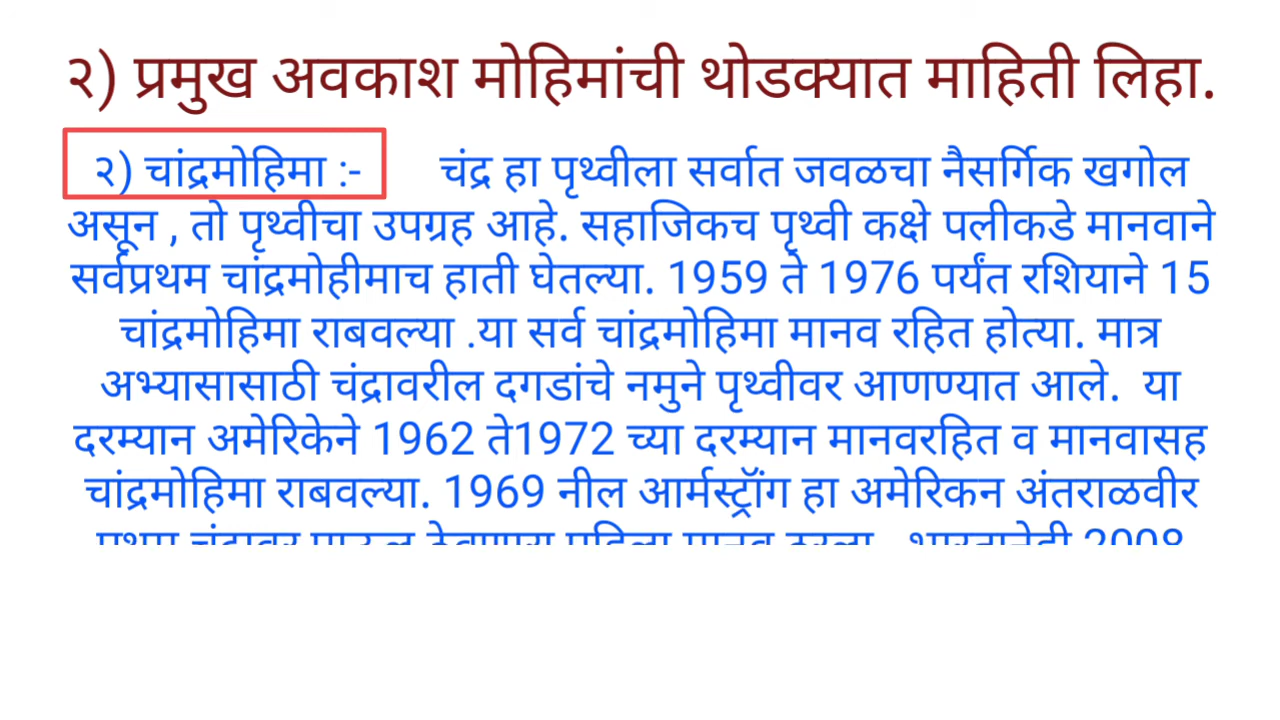 २) प्रमुख अवकाश मोहिमांची थोडक्यात माहिती लिहा.
२) चांद्रमोहिमा :- चंद्र हा पृथ्वीला सर्वात जवळचा नैसर्गिक खगोल
असून , तो पृथ्वीचा उपग्रह आहे. सहाजिकच पृथ्वी कक्षे पलीकडे मानवाने
सर्वप्रथम चांद्रमोहीमाच हाती घेतल्या. 1959 ते 1976 पर्यंत रशियाने 15
चांद्रमोहिमा राबवल्या .या सर्व चांद्रमोहिमा मानव रहित होत्या. मात्र
अभ्यासासाठी चंद्रावरील दगडांचे नमुने पृथ्वीवर आणण्यात आले. या
दरम्यान अमेरिकेने 1962 ते1972 च्या दरम्यान मानवरहित व मानवासह
चांद्रमोहिमा राबवल्या. 1969 नील आर्मस्ट्रॉंग हा अमेरिकन अंतराळवीर